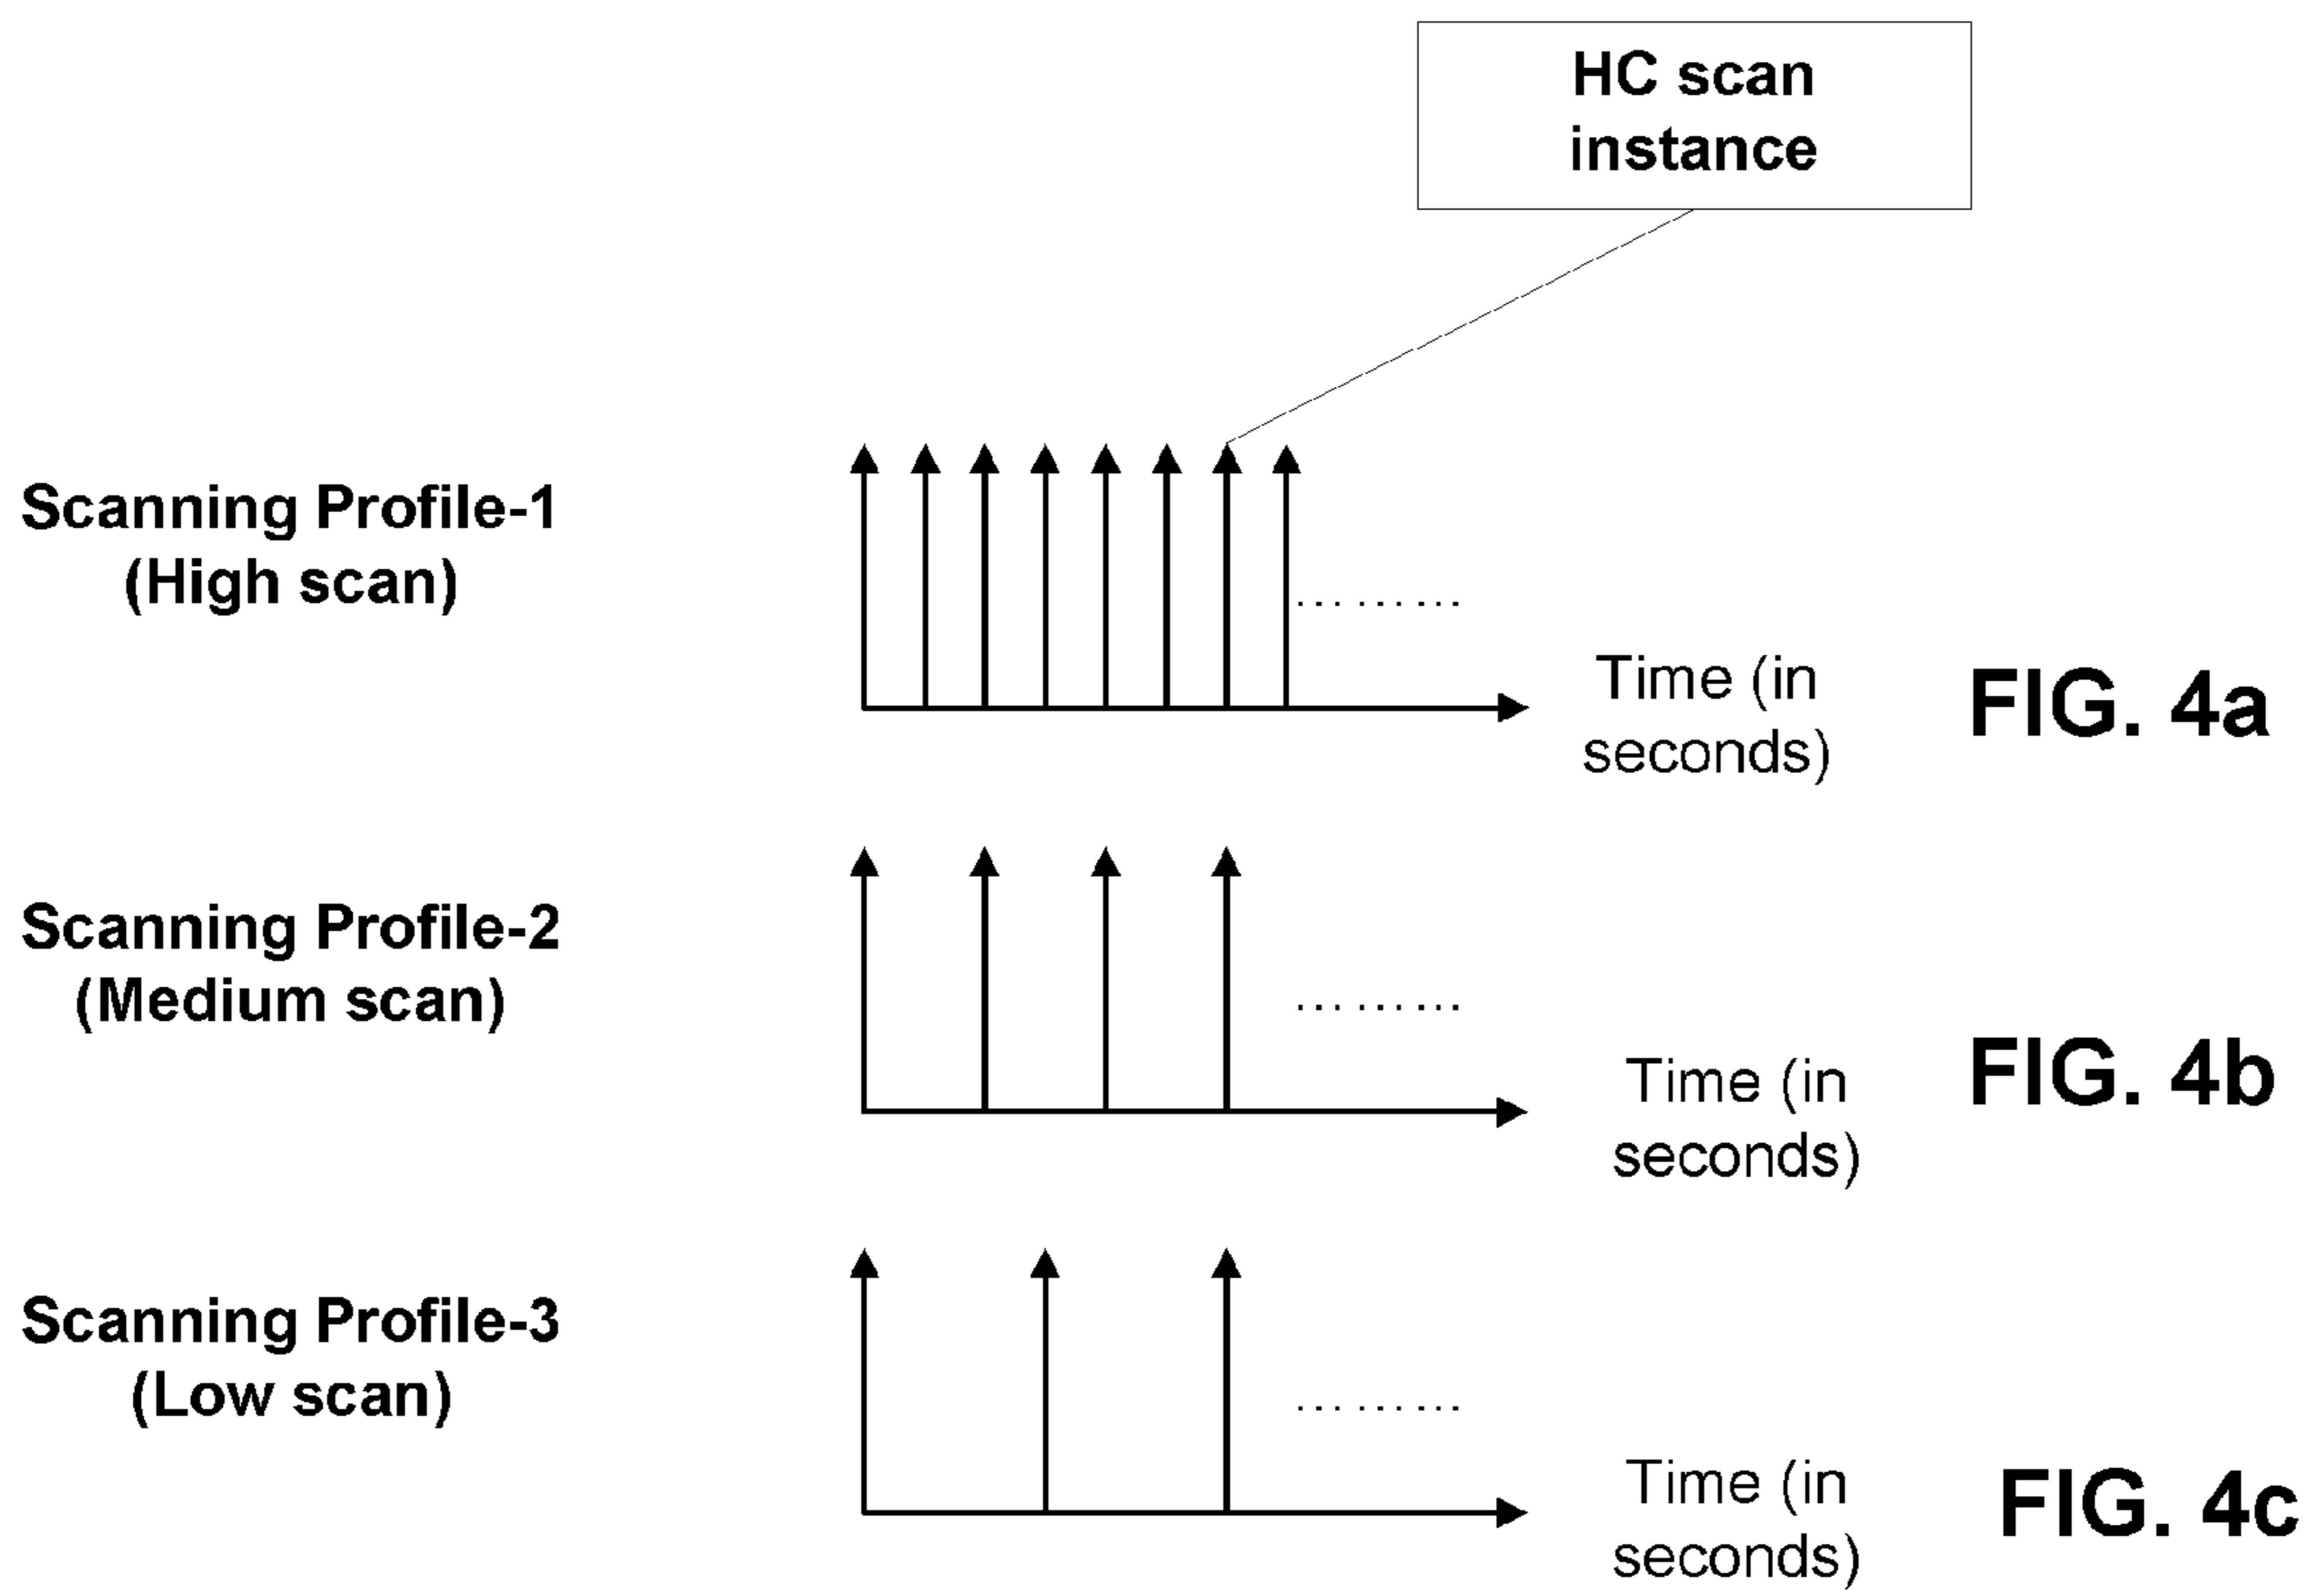 HC scan
instance
Scanning Profile-1
(High scan)
.........
Time (in
seconds)
FIG. 4a
Scanning Profile-2
(Medium scan)
.........
Time (in
seconds)
FIG. 4b
Scanning Profile-3
(Low scan)
.........
Time (in
seconds)
FIG. 4c